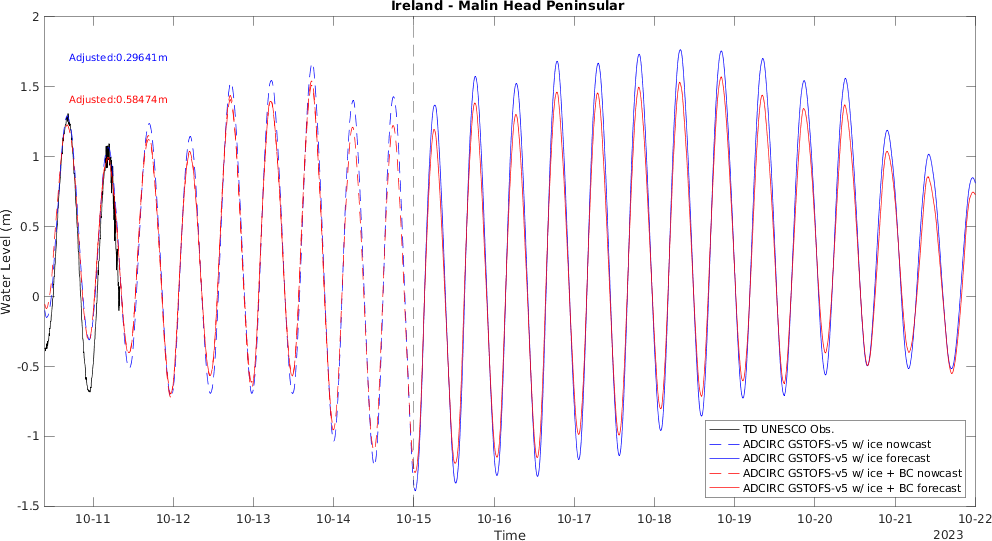 Ireland - Malin Head Peninsular
2
1.5
1
0.5
0
-0.5
-1
-1.5
Water Level (m)
Adjusted:0.29641m
Adjusted:0.58474m
TD UNESCO Obs.
ADCIRC GSTOFS-v5 w/ ice nowcast
ADCIRC GSTOFS-v5 w/ ice forecast
ADCIRC GSTOFS-v5 w/ ice + BC nowcast
ADCIRC GSTOFS-v5 w/ ice + BC forecast
10-11 10-12 10-13 10-14 10-15 10-16 10-17 10-18 10-19 10-20 10-21 10-22
Time
2023